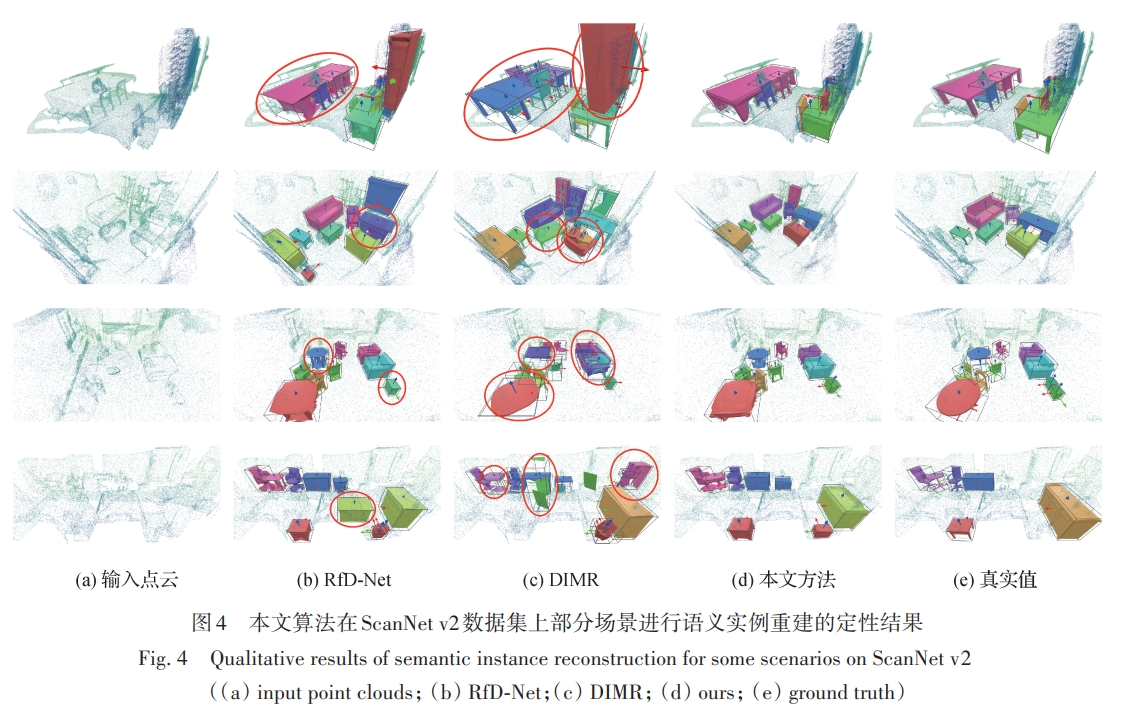 (a) 输入点云 (b) RfD-Net (c) DIMR (d) 本文方法 (e) 真实值
图4 本文算法在ScanNet v2数据集上部分场景进行语义实例重建的定性结果
Fig. 4 Qualitative results of semantic instance reconstruction for some scenarios on ScanNet v2
((a) input point clouds; (b) RfD-Net;(c) DIMR; (d) ours; (e) ground truth)